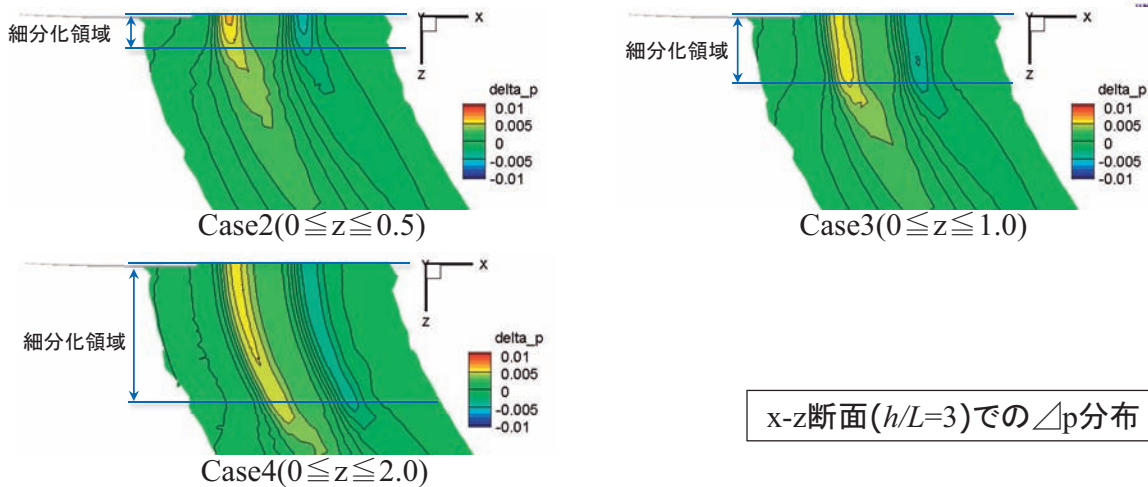 細分化領域
Y X
Z
delta_p
0.01
0.005
0
-0.005
-0.01
Case2(0≦z≦0.5)
細分化領域
Y X
Z
delta_p
0.01
0.005
0
-0.005
-0.01
Case3(0≦z≦1.0)
細分化領域
Y X
Z
delta_p
0.01
0.005
0
-0.005
-0.01
Case4(0≦z≦2.0)
x-z断面(h/L=3)での⊿p分布